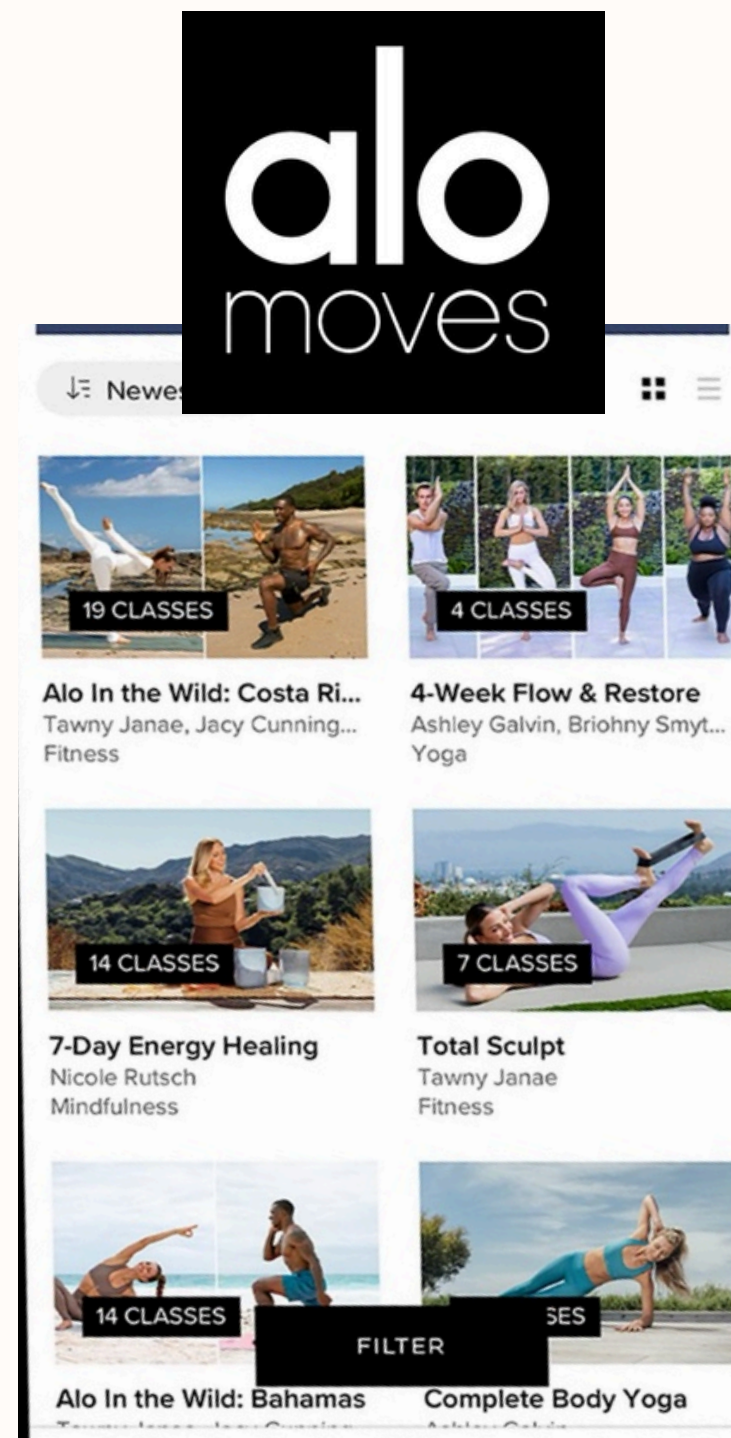 alo
moves
Newes
19 CLASSES
4 CLASSES
Alo In the Wild: Costa Ri...
Tawny Janae, Jacy Cunning...
Fitness
4-Week Flow & Restore
Ashley Galvin, Briohny Smyt...
Yoga
14 CLASSES
7 CLASSES
7-Day Energy Healing
Nicole Rutsch
Mindfulness
Total Sculpt
Tawny Janae
Fitness
14 CLASSES
SES
FILTER
Alo In the Wild: Bahamas
Complete Body Yoga